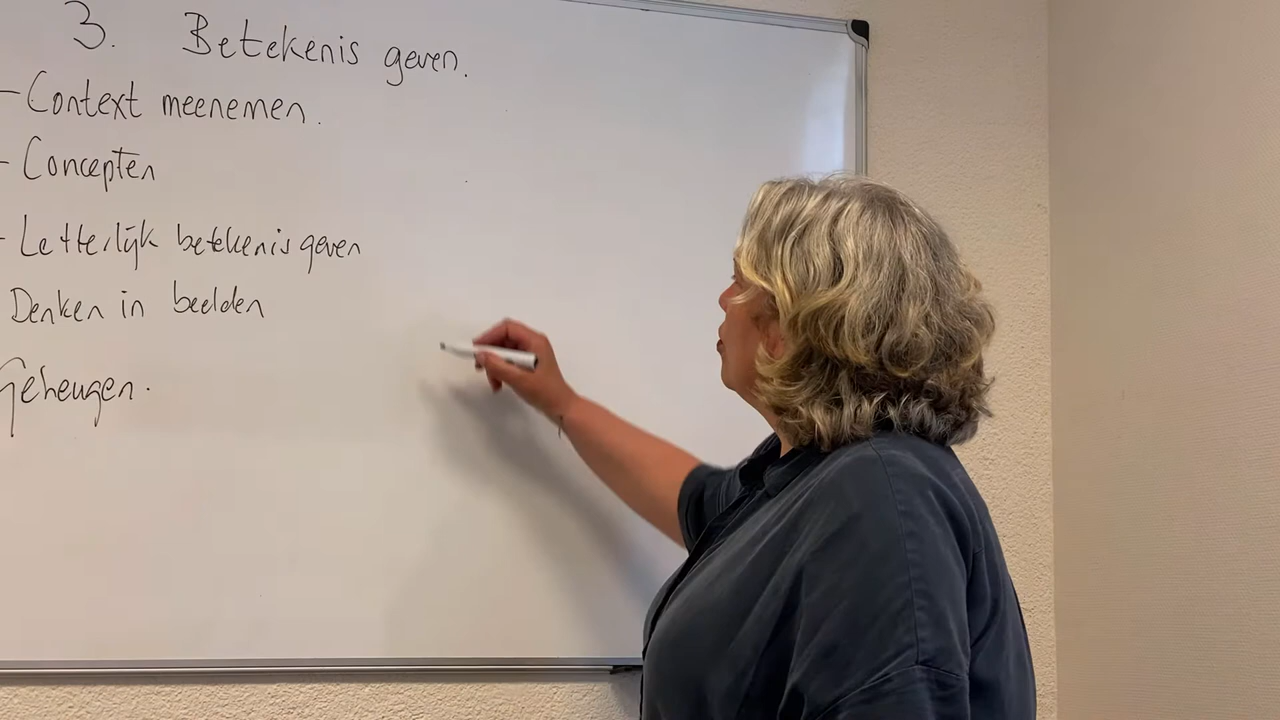 3. Betekenis geven.
- Context meenemen.
- Concepten
- Letterlijk betekenis geven
Denken in beelden
Geheugen.